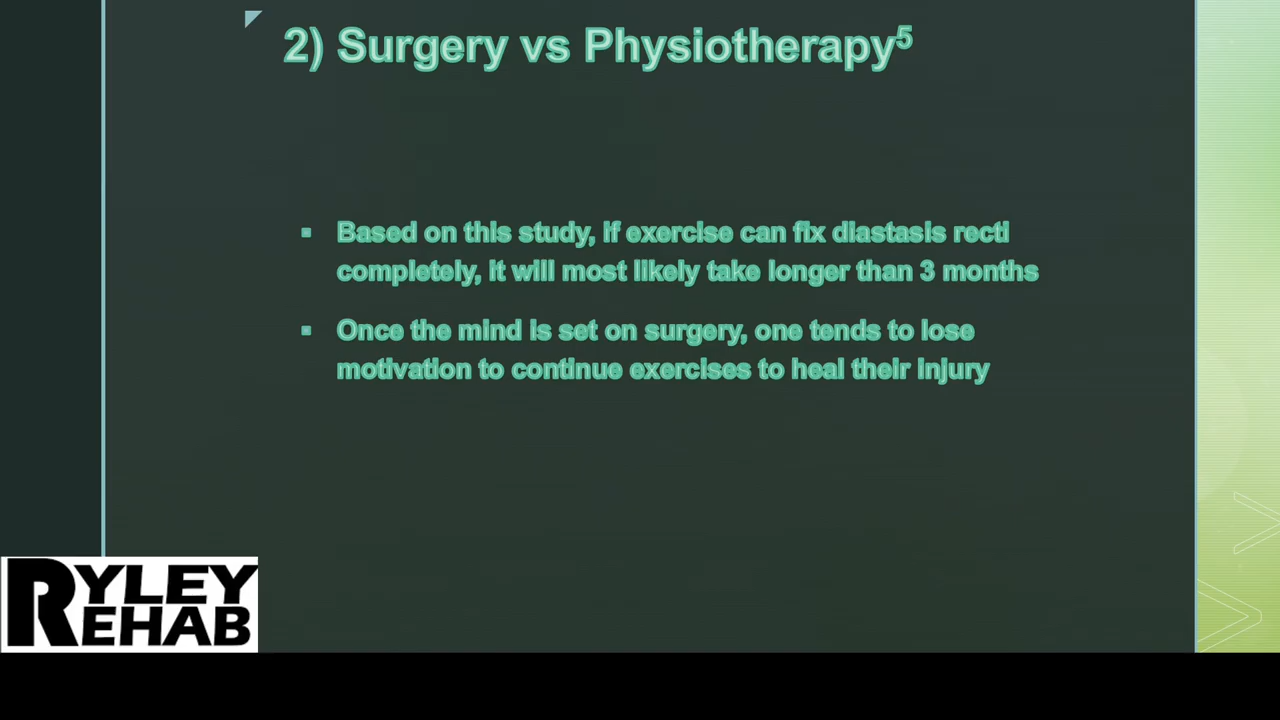 2) Surgery vs Physiotherapy⁵
▪ Based on this study, if exercise can fix diastasis recti
completely, it will most likely take longer than 3 months
▪ Once the mind is set on surgery, one tends to lose
motivation to continue exercises to heal their injury
RYLEY
REHAB